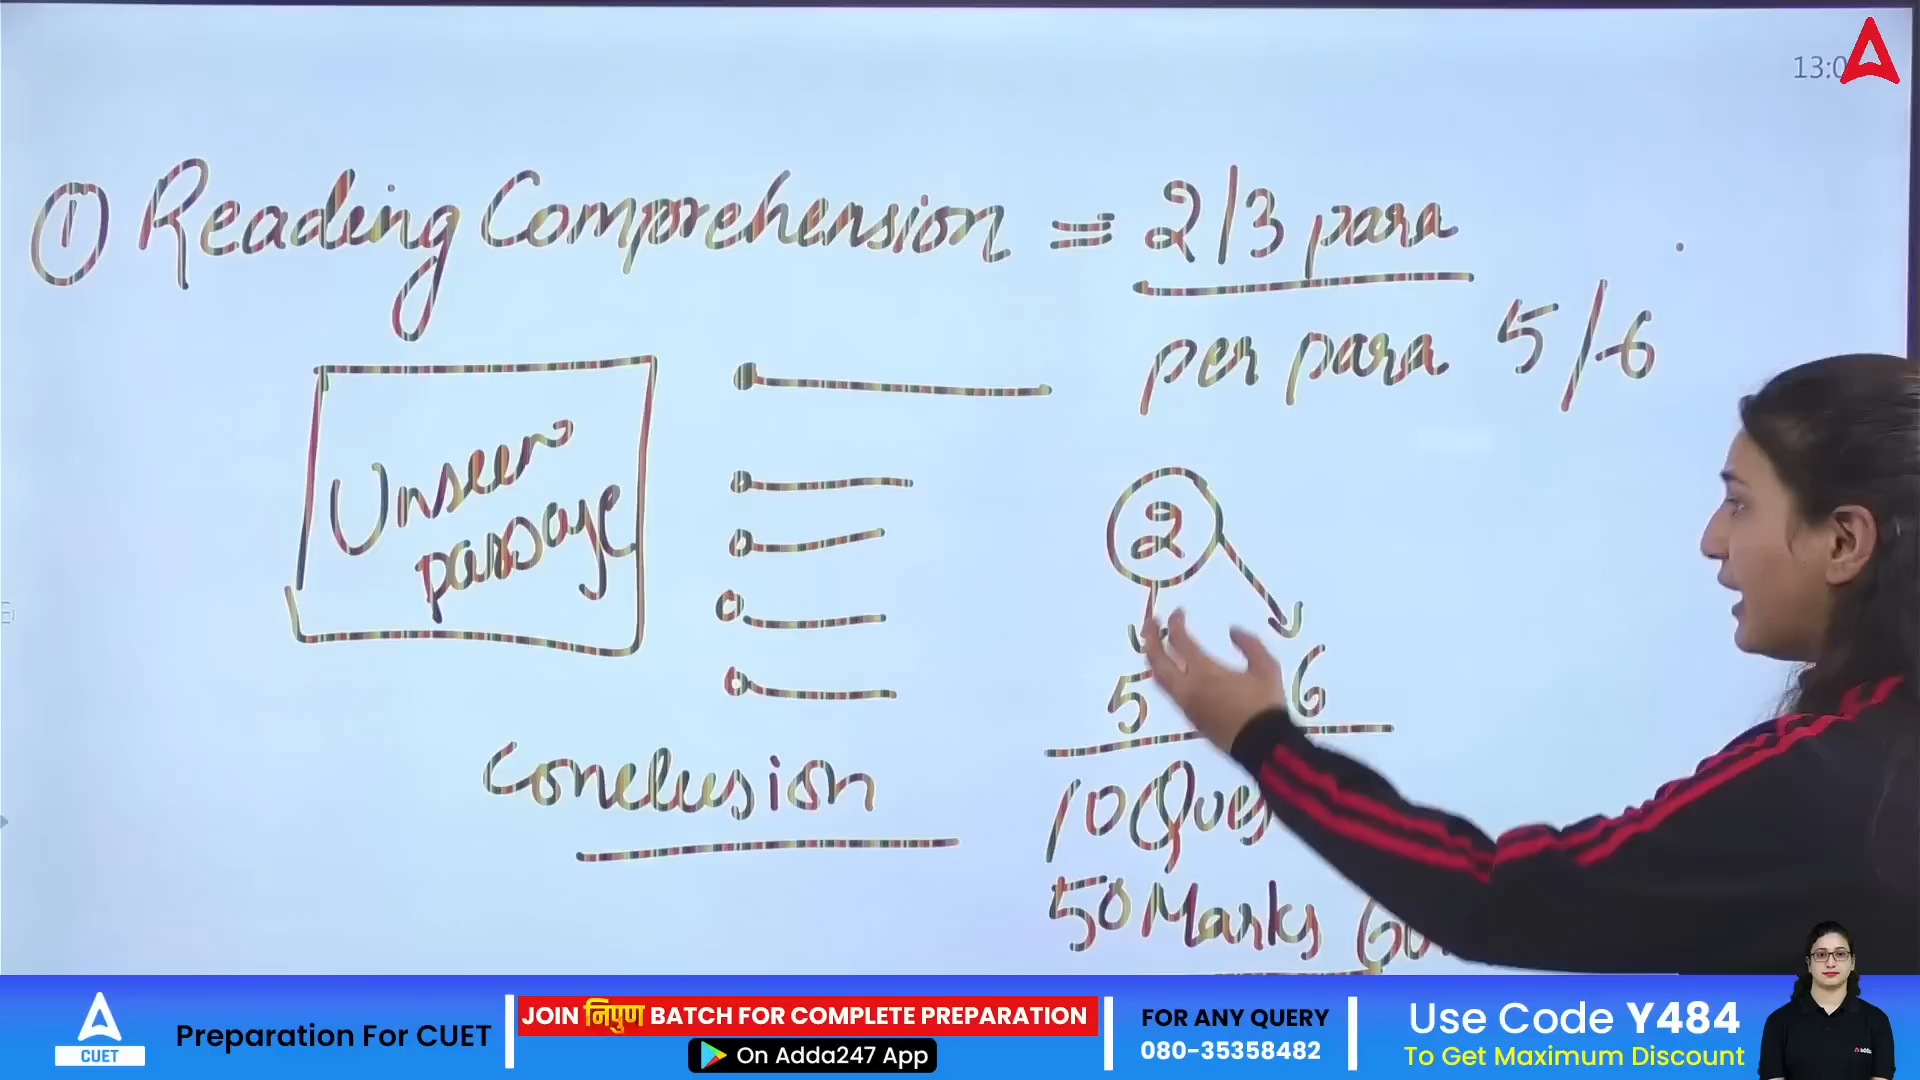 13:0
① Reading Comprehension = 2/3 para
per para 5/6
Unseen
passage
2
5 6
Conclusion
10 Ques
50 Marks 60
CUET
Preparation For CUET
JOIN निपुण BATCH FOR COMPLETE PREPARATION
On Adda247 App
FOR ANY QUERY
080-35358482
Use Code Y484
To Get Maximum Discount